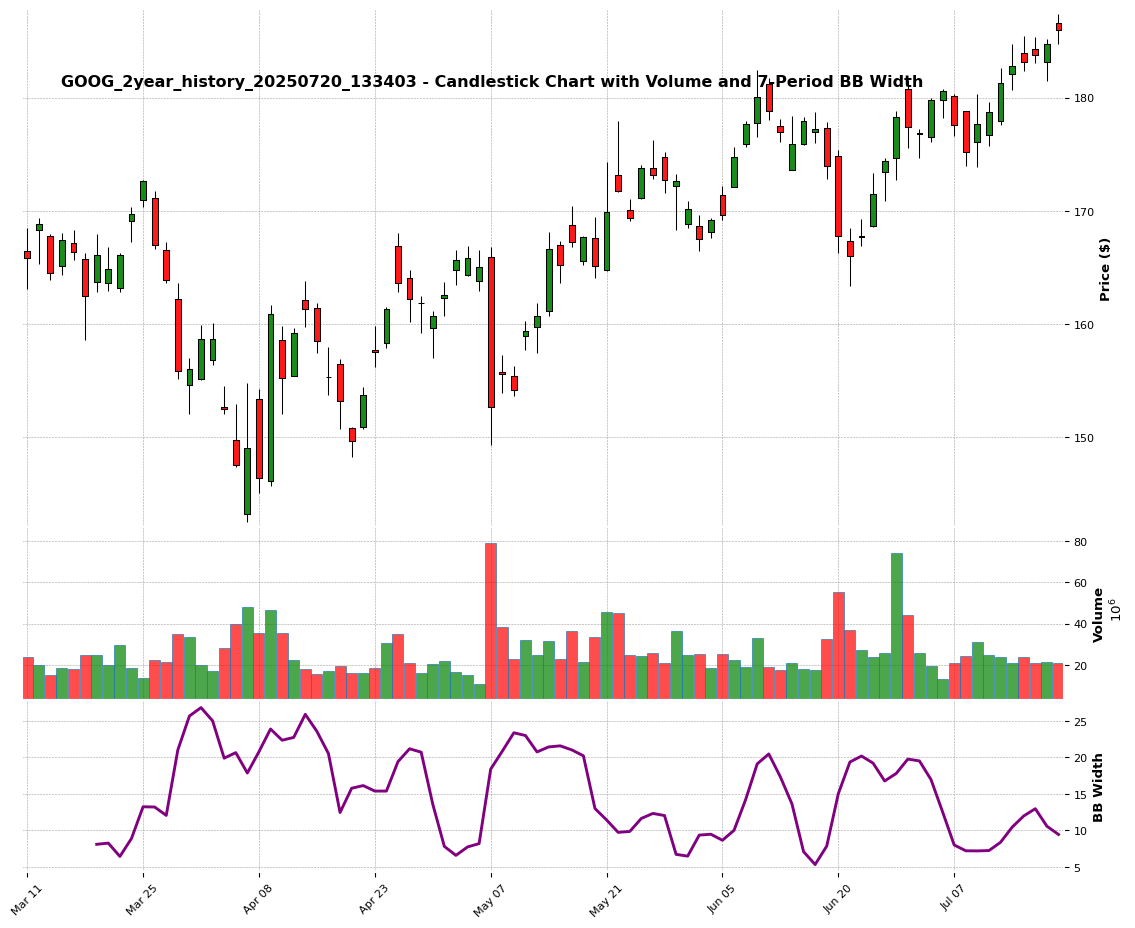 GOOG_2year_history_20250720_133403 - Candlestick Chart with Volume and 7-Period BB Width
180
170
160
150
Price ($)
80
60
40
20
Volume
10^6
25
20
15
10
5
BB Width
Mar 11
Mar 25
Apr 08
Apr 23
May 07
May 21
Jun 05
Jun 20
Jul 07